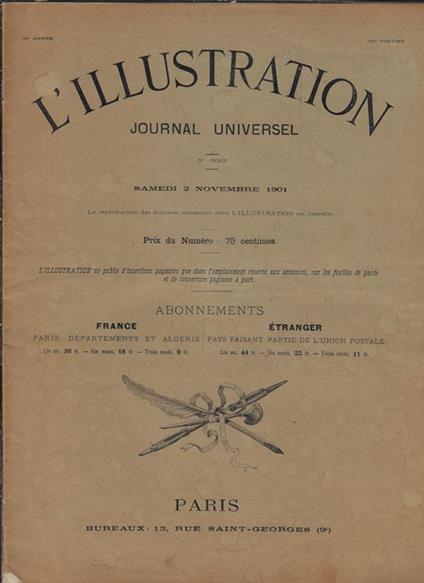 ANNÉE
VOLUME
L'ILLUSTRATION
JOURNAL UNIVERSEL
N°
SAMEDI 2 NOVEMBRE 1901
La reproduction des matières contenues dans L'ILLUSTRATION est interdite.
Prix du Numéro : 75 centimes.
L'ILLUSTRATION ne publie d'insertions payantes que dans l'emplacement réservé aux annonces, sur les feuilles de garde
et de couverture paginées à part.
ABONNEMENTS
FRANCE ÉTRANGER
PARIS, DÉPARTEMENTS ET ALGÉRIE PAYS FAISANT PARTIE DE L'UNION POSTALE
Un an, 36 fr. — Six mois, 18 fr. — Trois mois, 9 fr. Un an, 44 fr. — Six mois, 22 fr. — Trois mois, 11 fr.
PARIS
BUREAUX : 13, RUE SAINT-GEORGES (9e)